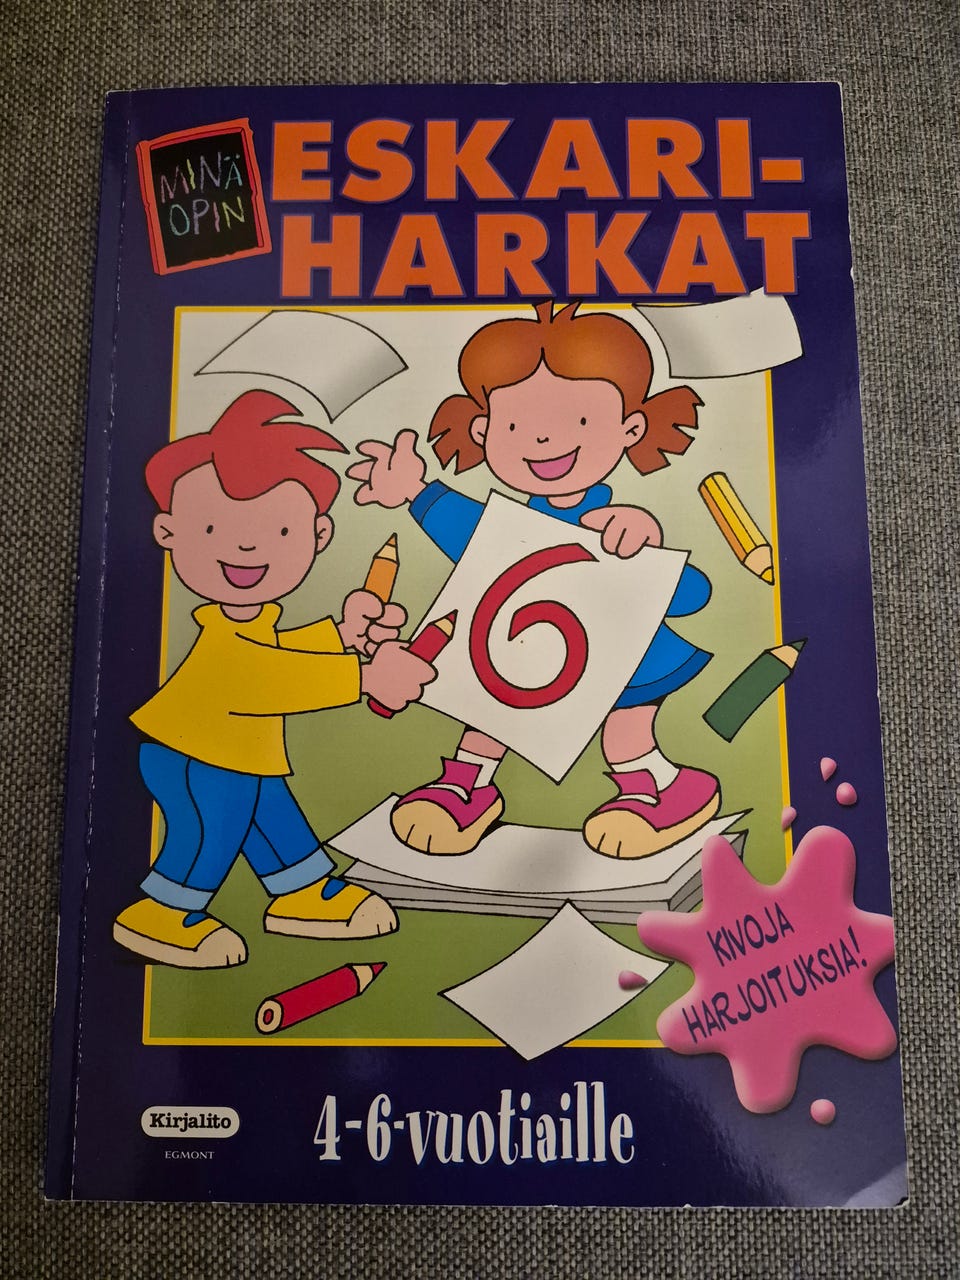 MINÄ
OPIN
ESKARI-
HARKAT
6
KIVOJA
HARJOITUKSIA!
Kirjalito
EGMONT
4-6-vuotiaille